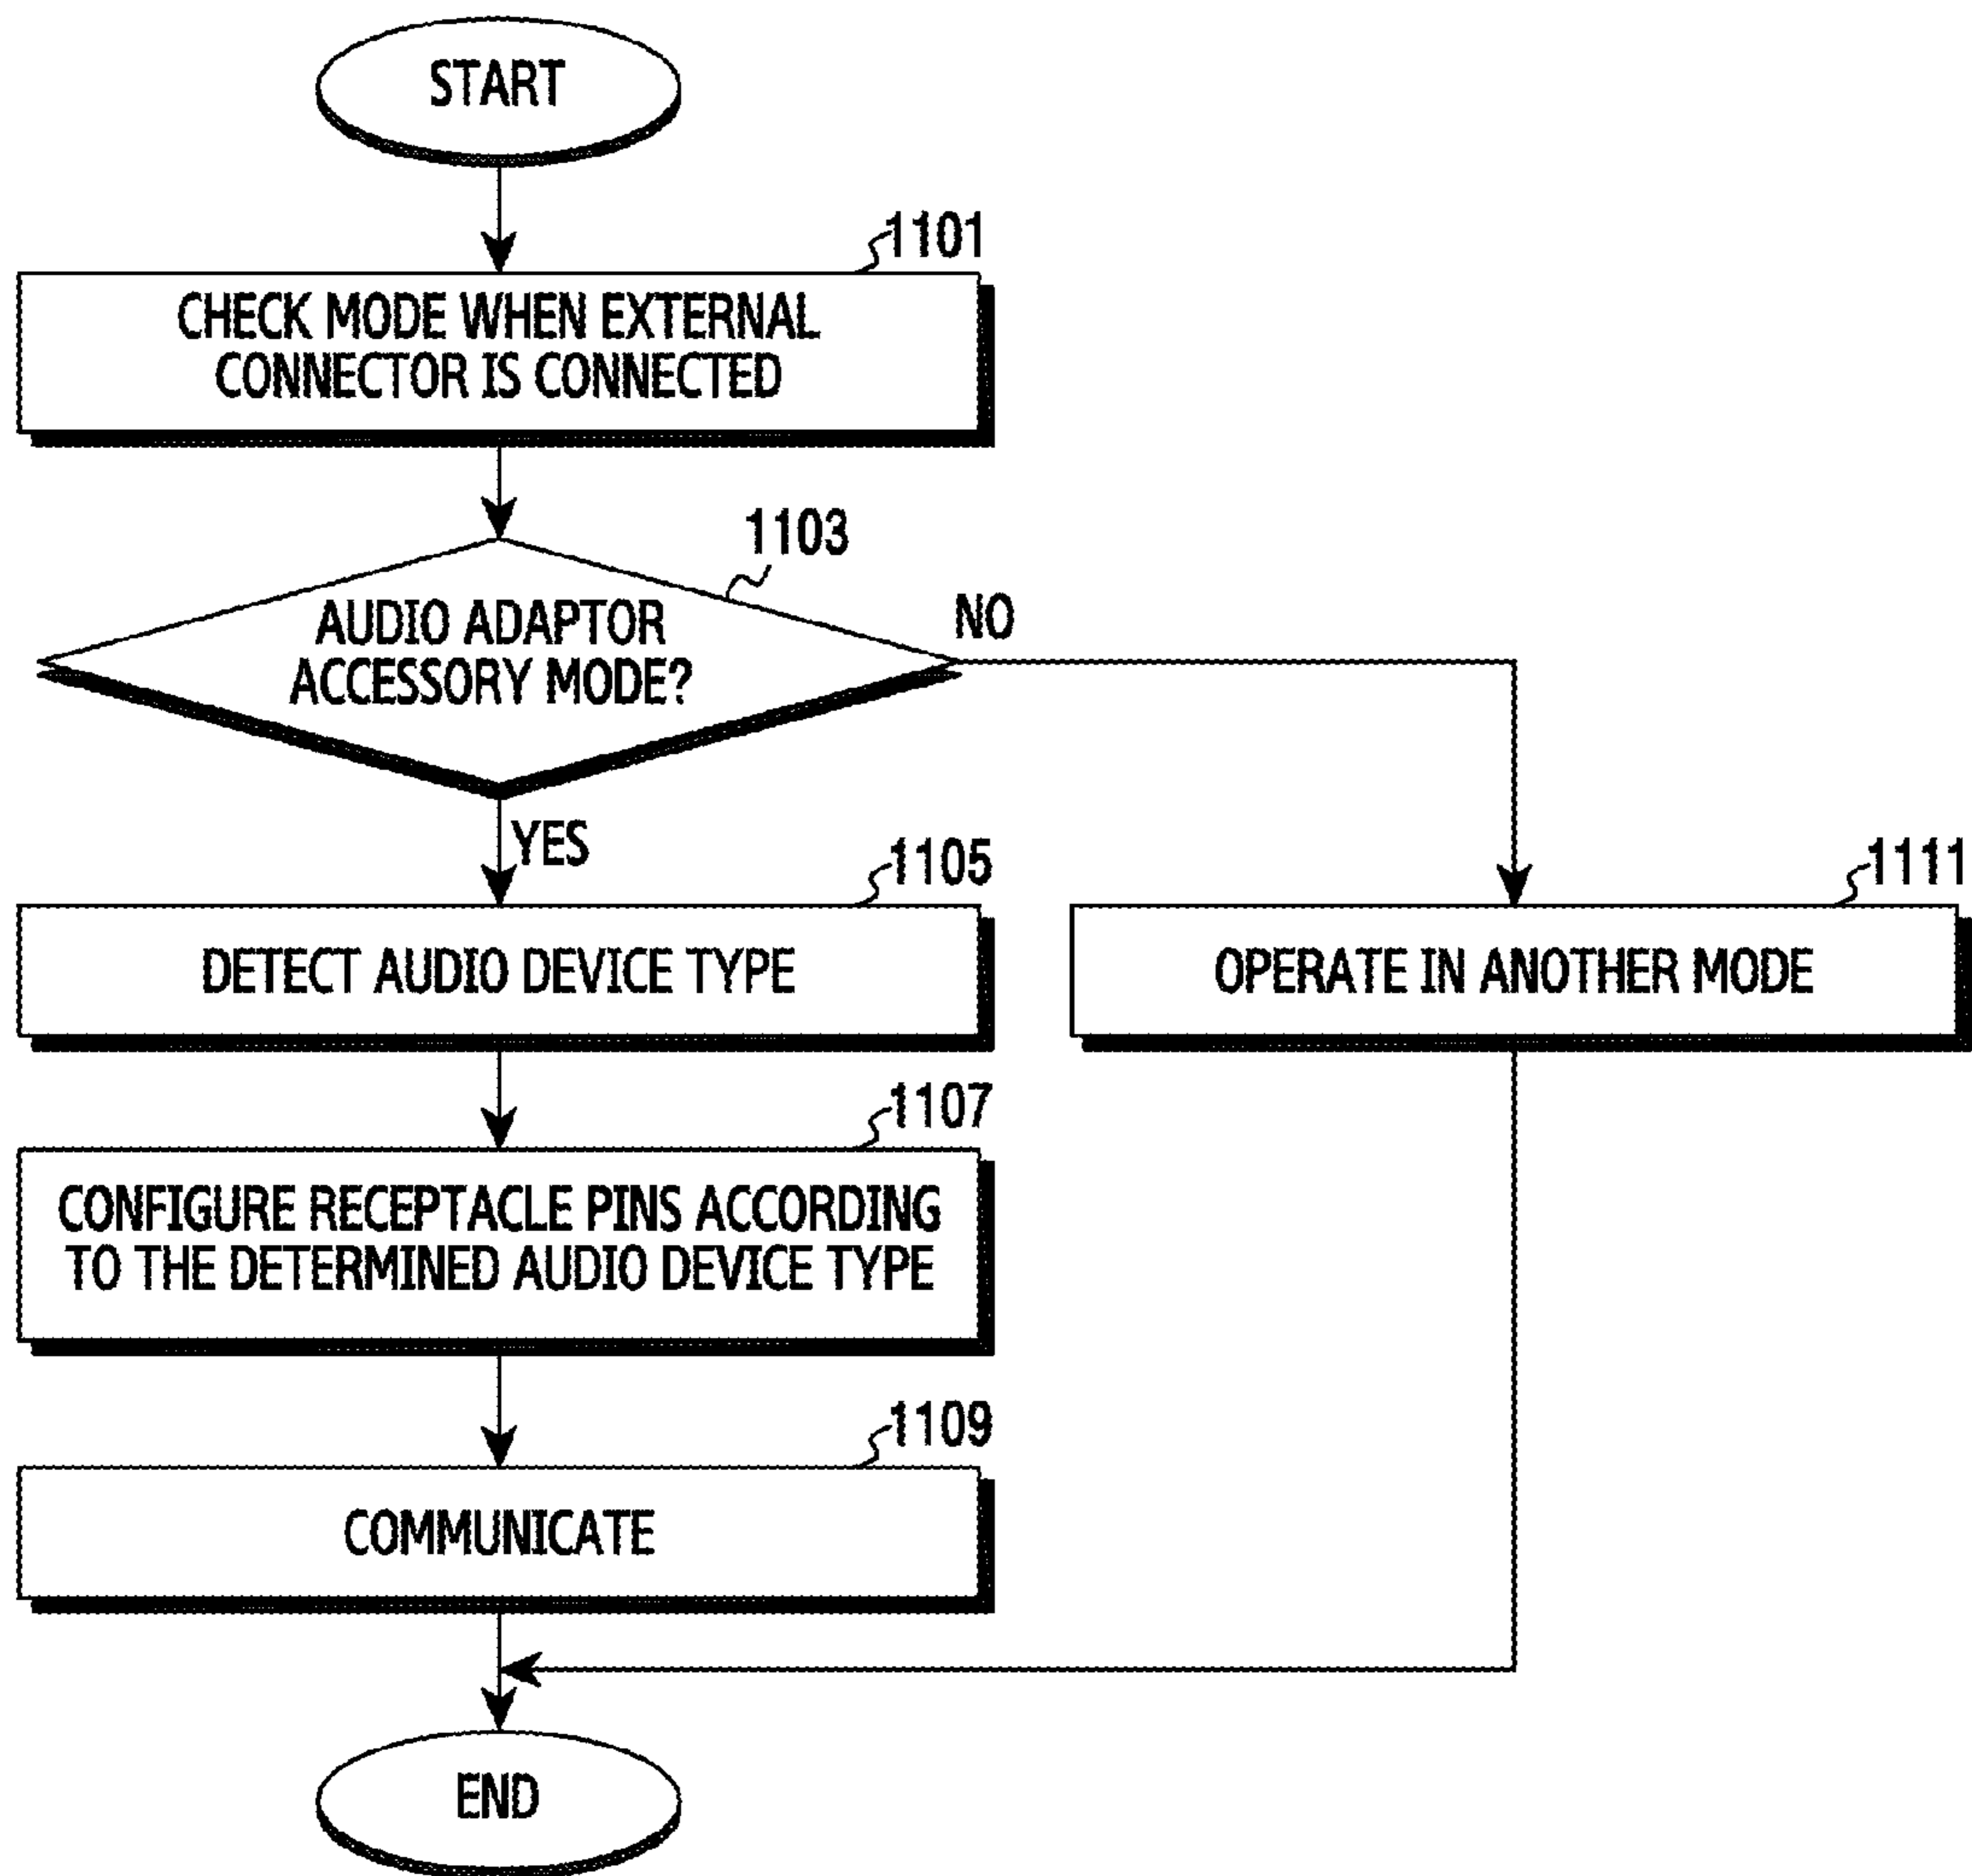 START
1101
CHECK MODE WHEN EXTERNAL
CONNECTOR IS CONNECTED
1103
AUDIO ADAPTOR
ACCESSORY MODE?
NO
YES
1105
DETECT AUDIO DEVICE TYPE
1111
OPERATE IN ANOTHER MODE
1107
CONFIGURE RECEPTACLE PINS ACCORDING
TO THE DETERMINED AUDIO DEVICE TYPE
1109
COMMUNICATE
END